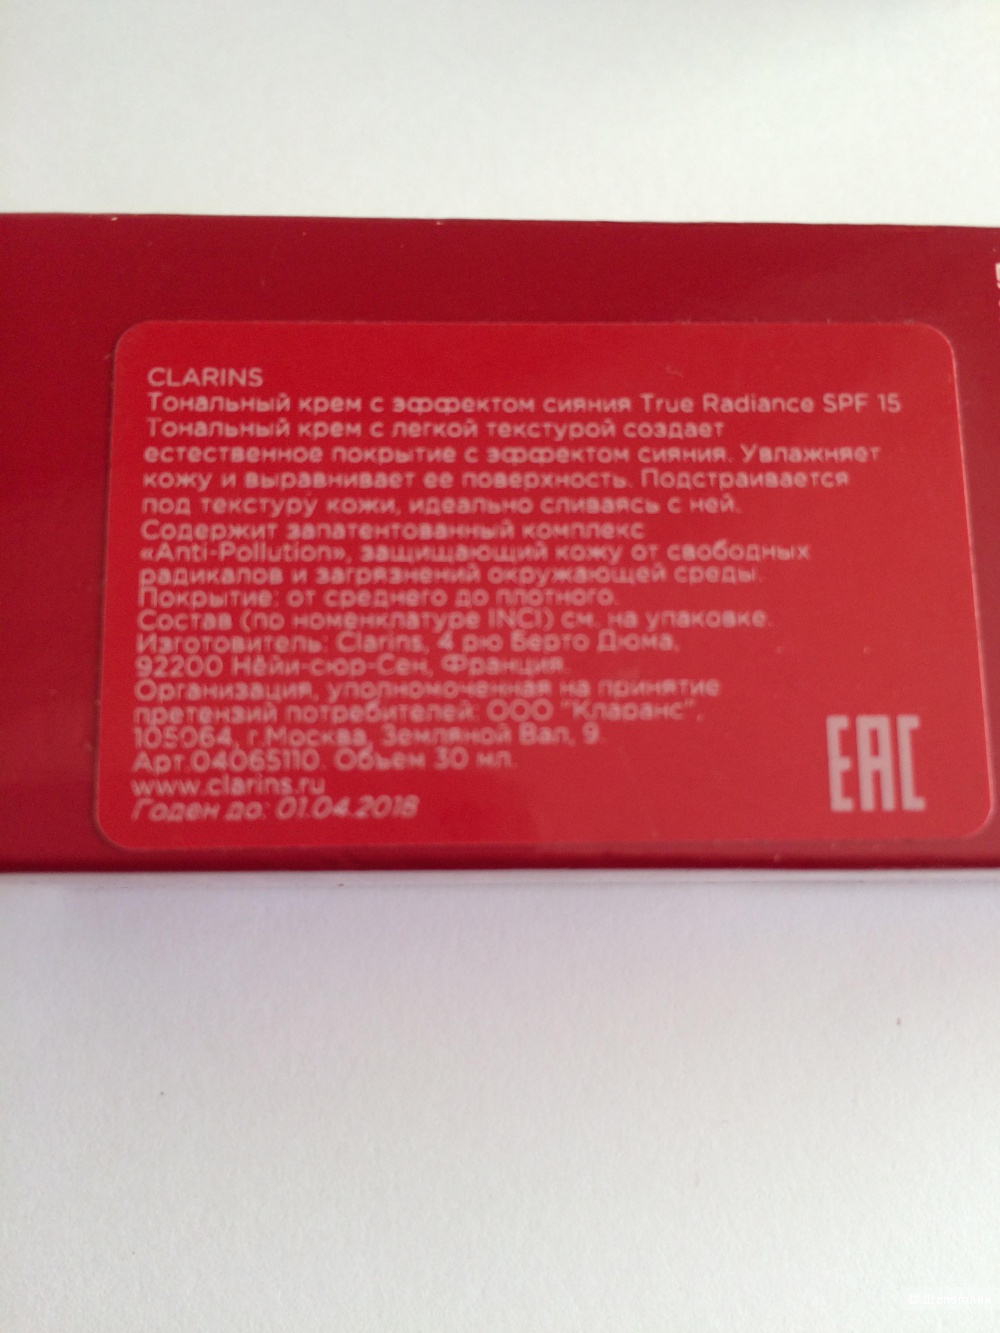 CLARINS
Тональный крем с эффектом сияния True Radiance SPF 15
Тональный крем с легкой текстурой создает
естественное покрытие с эффектом сияния. Увлажняет
кожу и выравнивает ее поверхность. Подстраивается
под текстуру кожи, идеально сливаясь с ней.
Содержит запатентованный комплекс
«Anti-Pollution», защищающий кожу от свободных
радикалов и загрязнений окружающей среды.
Покрытие: от среднего до плотного.
Состав (по номенклатуре INCI) см. на упаковке.
Изготовитель: Clarins, 4 рю Берто Дюма,
92200 Нёйи-сюр-Сен, Франция.
Организация, уполномоченная на принятие
претензий потребителей: ООО "Кларанс",
105064, г.Москва, Земляной Вал, 9.
Арт.04065110. Объем 30 мл.
www.clarins.ru
Годен до: 01.04.2018
EAC